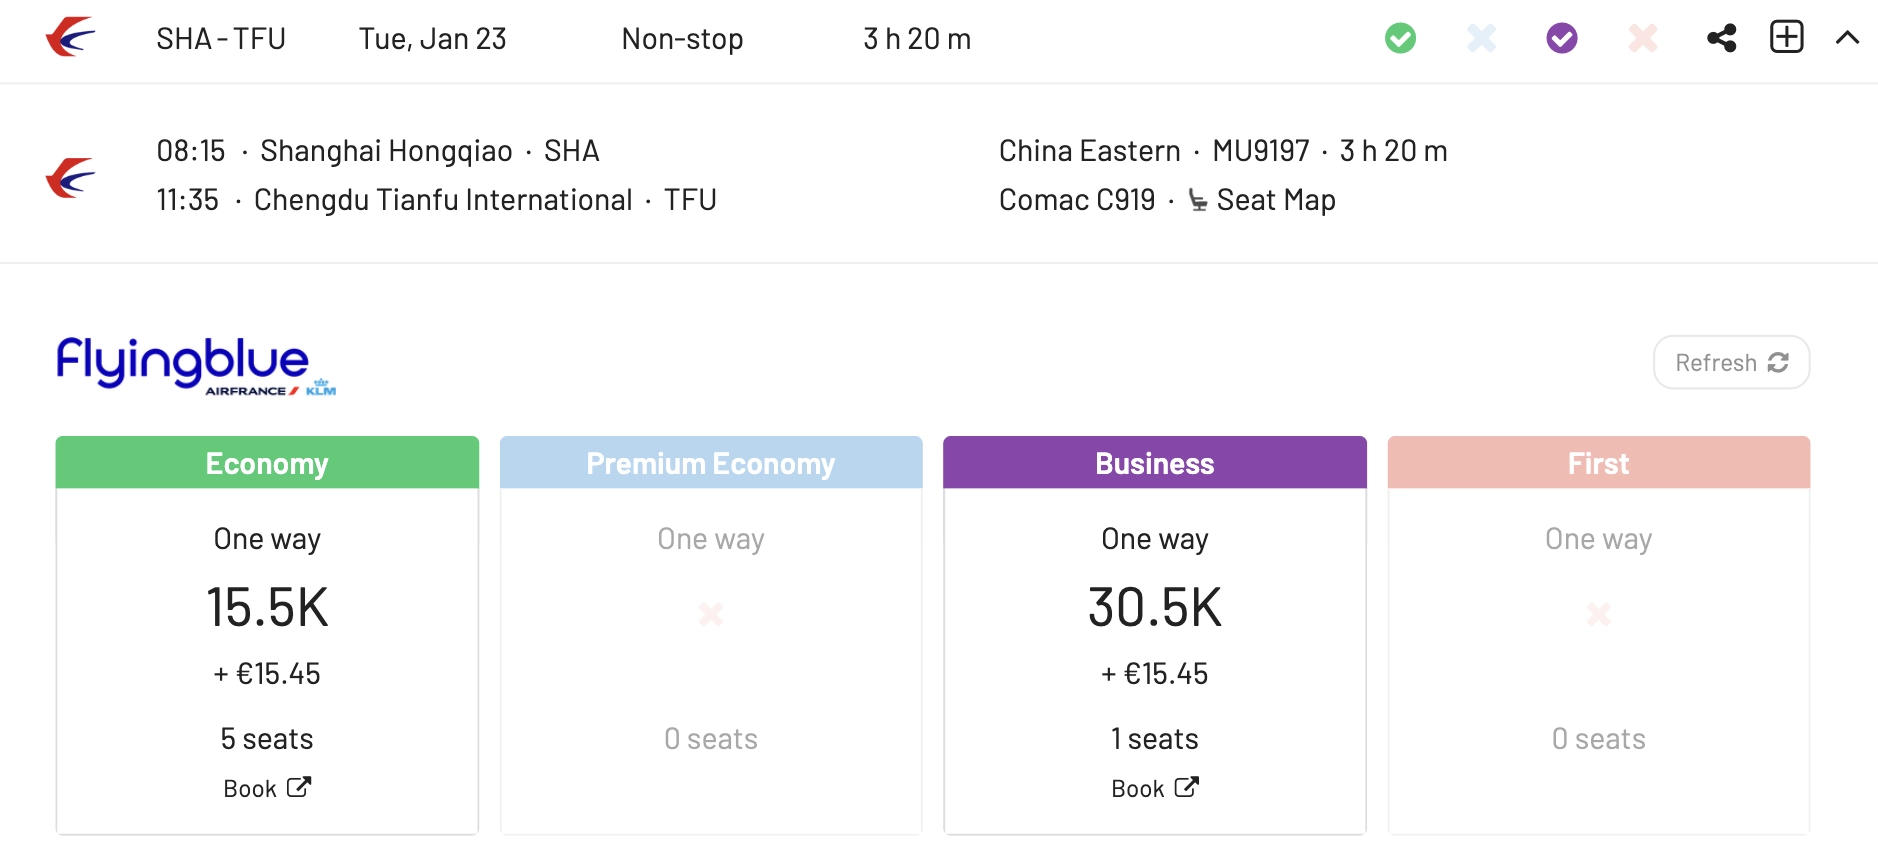 SHA - TFU Tue, Jan 23 Non-stop 3 h 20 m
08:15 · Shanghai Hongqiao · SHA
11:35 · Chengdu Tianfu International · TFU
China Eastern · MU9197 · 3 h 20 m
Comac C919 · Seat Map
Flyingblue
AIRFRANCE KLM
Refresh
Economy
One way
15.5K
+ €15.45
5 seats
Book
Premium Economy
One way
0 seats
Business
One way
30.5K
+ €15.45
1 seats
Book
First
One way
0 seats